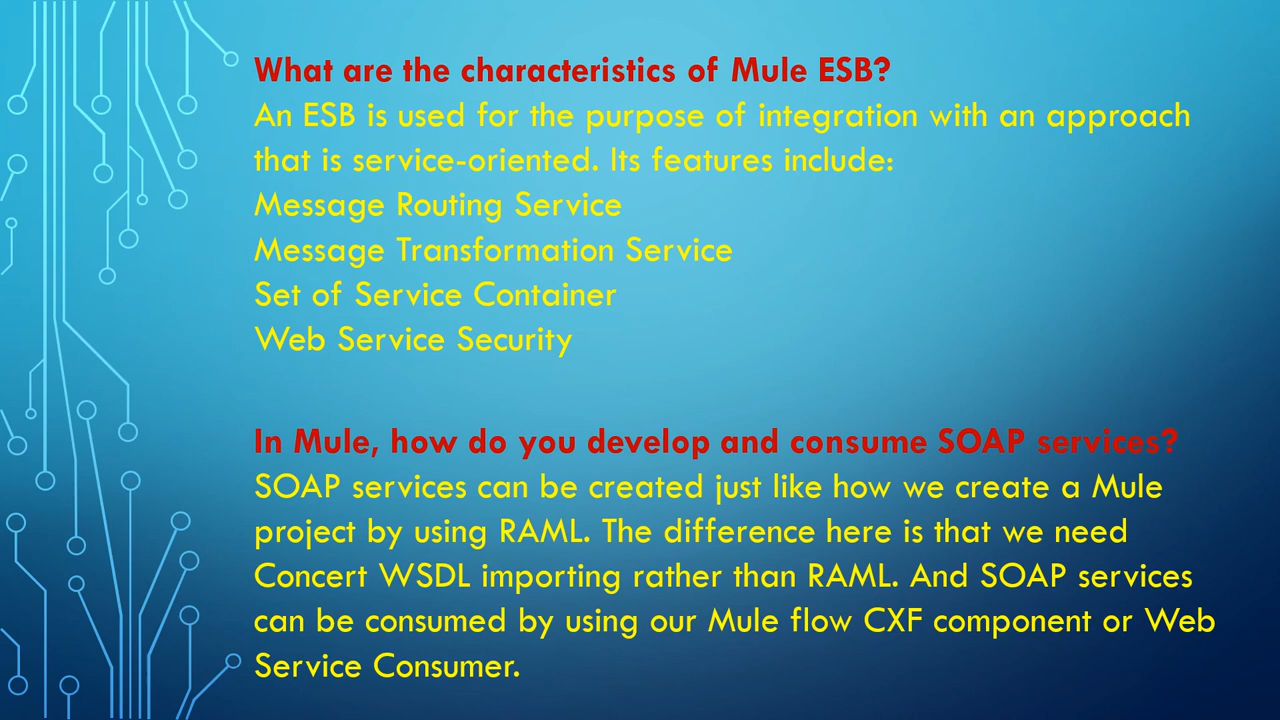 What are the characteristics of Mule ESB?
An ESB is used for the purpose of integration with an approach
that is service-oriented. Its features include:
Message Routing Service
Message Transformation Service
Set of Service Container
Web Service Security
In Mule, how do you develop and consume SOAP services?
SOAP services can be created just like how we create a Mule
project by using RAML. The difference here is that we need
Concert WSDL importing rather than RAML. And SOAP services
can be consumed by using our Mule flow CXF component or Web
Service Consumer.